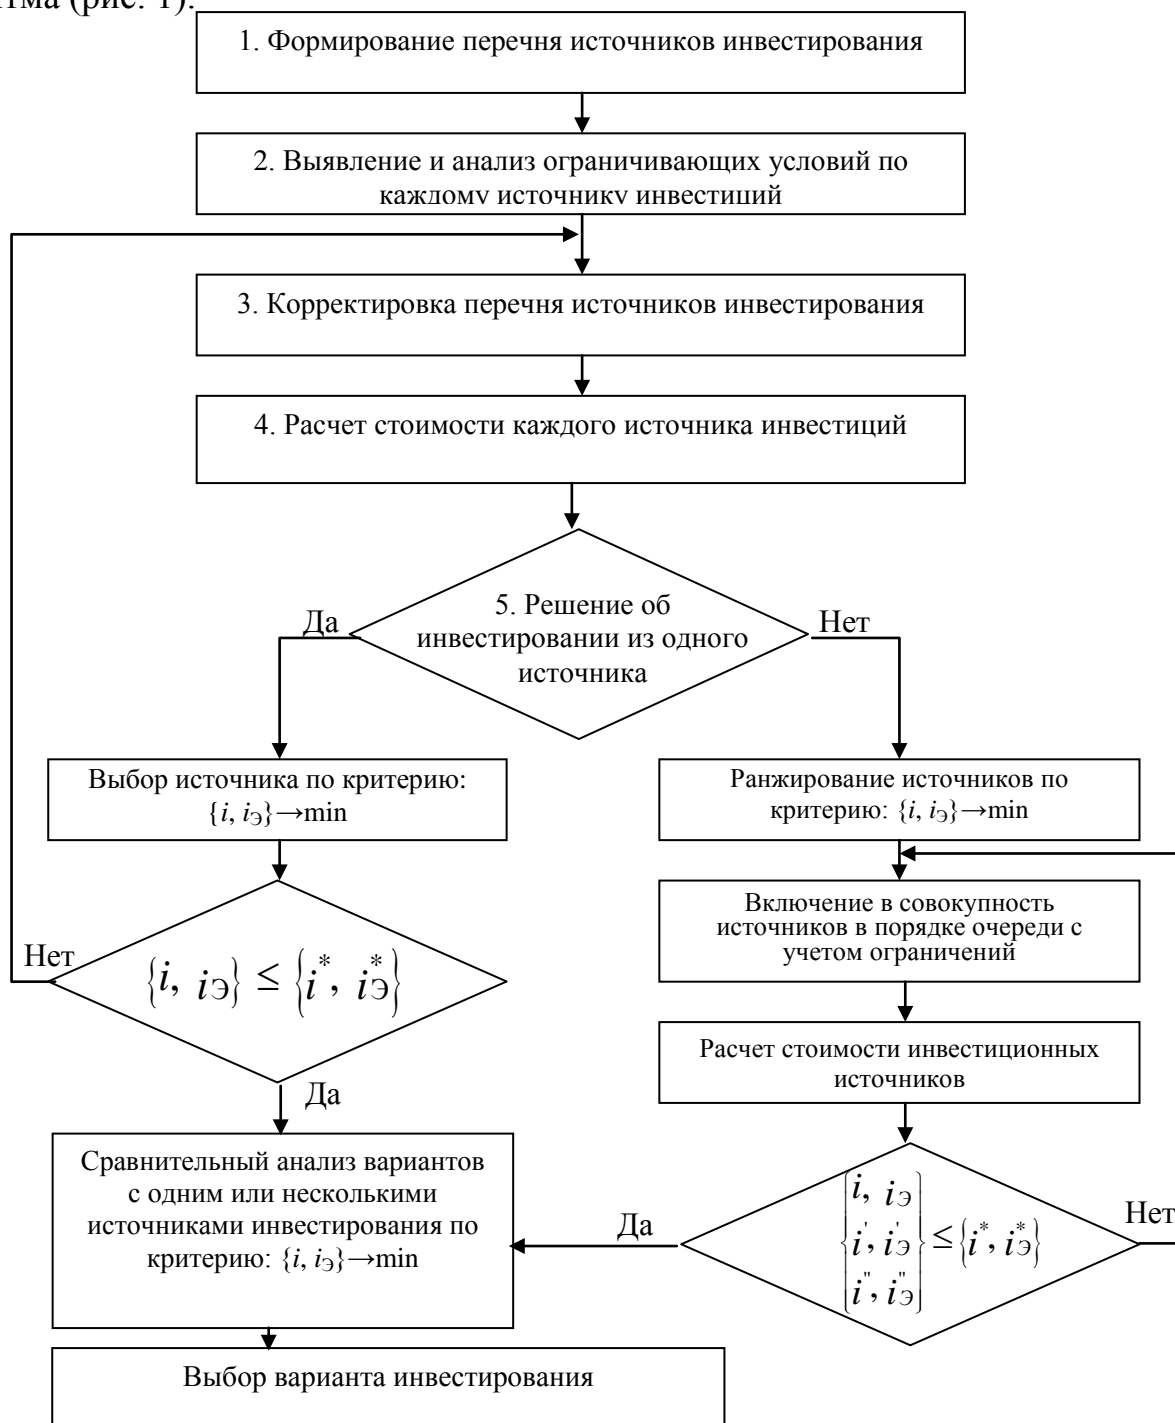 тма (рис. 1).
1. Формирование перечня источников инвестирования
2. Выявление и анализ ограничивающих условий по
каждому источнику инвестиций
3. Корректировка перечня источников инвестирования
4. Расчет стоимости каждого источника инвестиций
5. Решение об
инвестировании из одного
источника
Да
Нет
Выбор источника по критерию:
{i, iЭ}→min
Ранжирование источников по
критерию: {i, iЭ}→min
Включение в совокупность
источников в порядке очереди с
учетом ограничений
Нет
{i, iЭ} ≤ {i*, iЭ*}
Расчет стоимости инвестиционных
источников
Да
Сравнительный анализ вариантов
с одним или несколькими
источниками инвестирования по
критерию: {i, iЭ}→min
Да
{i, iЭ
i', iЭ' } ≤ {i*, iЭ*}
i", iЭ"
Нет
Выбор варианта инвестирования